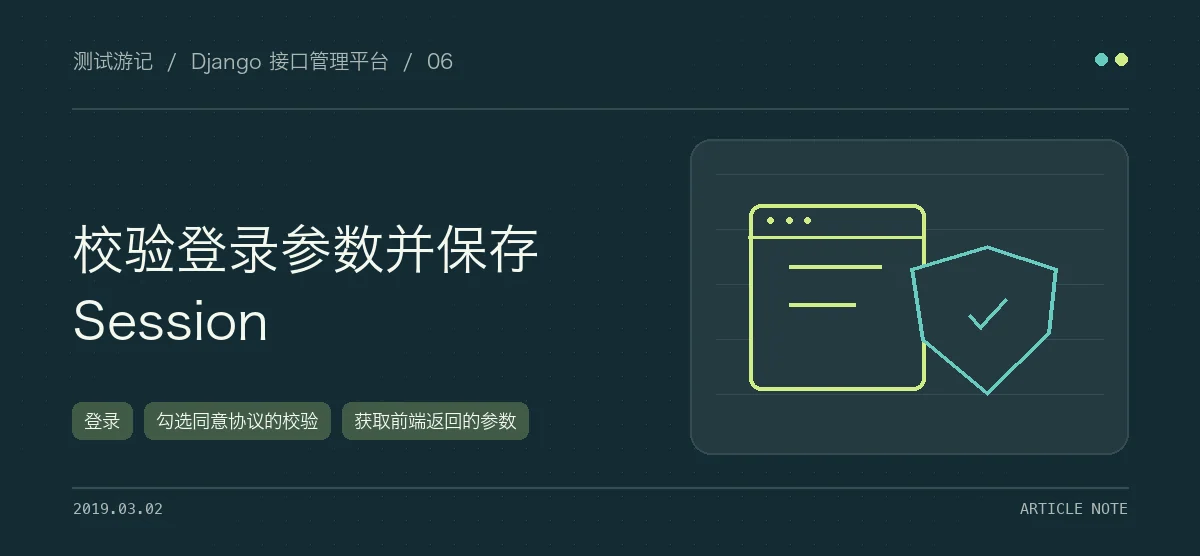 测试游记 / Django 接口管理平台 / 06
校验登录参数并保存
Session
登录 勾选同意协议的校验 获取前端返回的参数
2019.03.02 ARTICLE NOTE